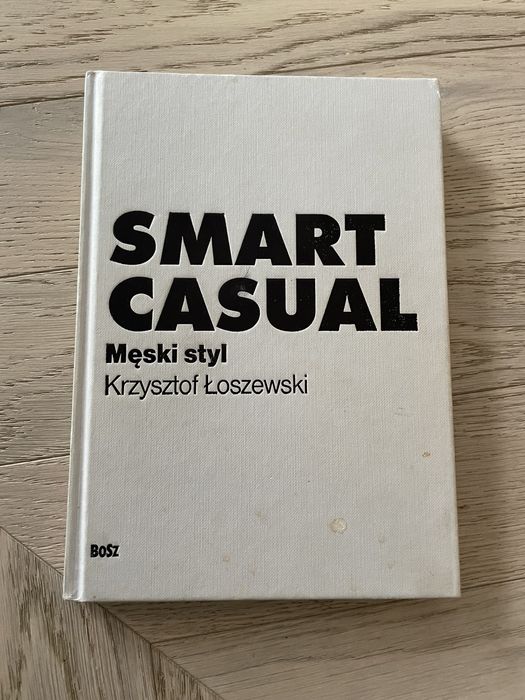 SMART
CASUAL
Męski styl
Krzysztof Łoszewski
BOSZ